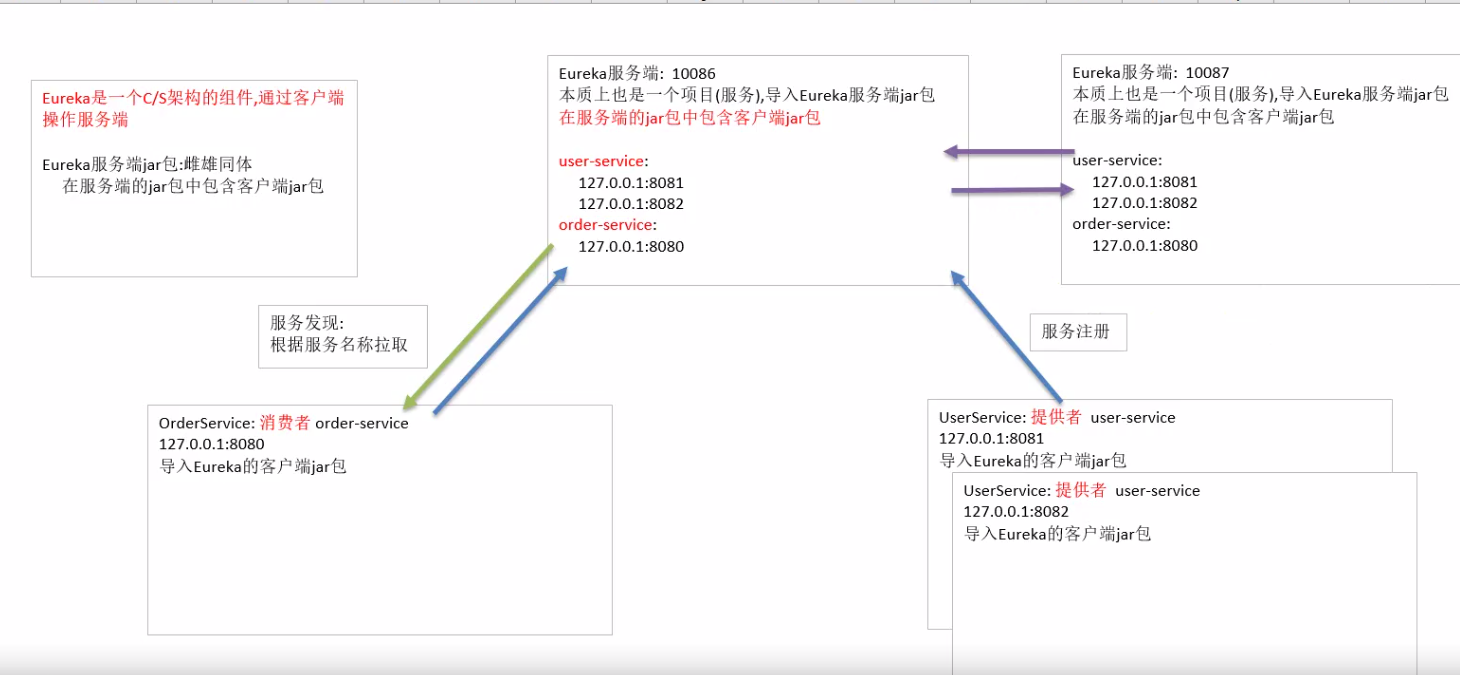 Eureka是一个C/S架构的组件,通过客户端
操作服务端
Eureka服务端jar包:雌雄同体
在服务端的jar包中包含客户端jar包
Eureka服务端: 10086
本质上也是一个项目(服务),导入Eureka服务端jar包
在服务端的jar包中包含客户端jar包
user-service:
127.0.0.1:8081
127.0.0.1:8082
order-service:
127.0.0.1:8080
Eureka服务端: 10087
本质上也是一个项目(服务),导入Eureka服务端jar包
在服务端的jar包中包含客户端jar包
user-service:
127.0.0.1:8081
127.0.0.1:8082
order-service:
127.0.0.1:8080
服务发现:
根据服务名称拉取
服务注册
OrderService: 消费者 order-service
127.0.0.1:8080
导入Eureka的客户端jar包
UserService: 提供者 user-service
127.0.0.1:8081
导入Eureka的客户端jar包
UserService: 提供者 user-service
127.0.0.1:8082
导入Eureka的客户端jar包